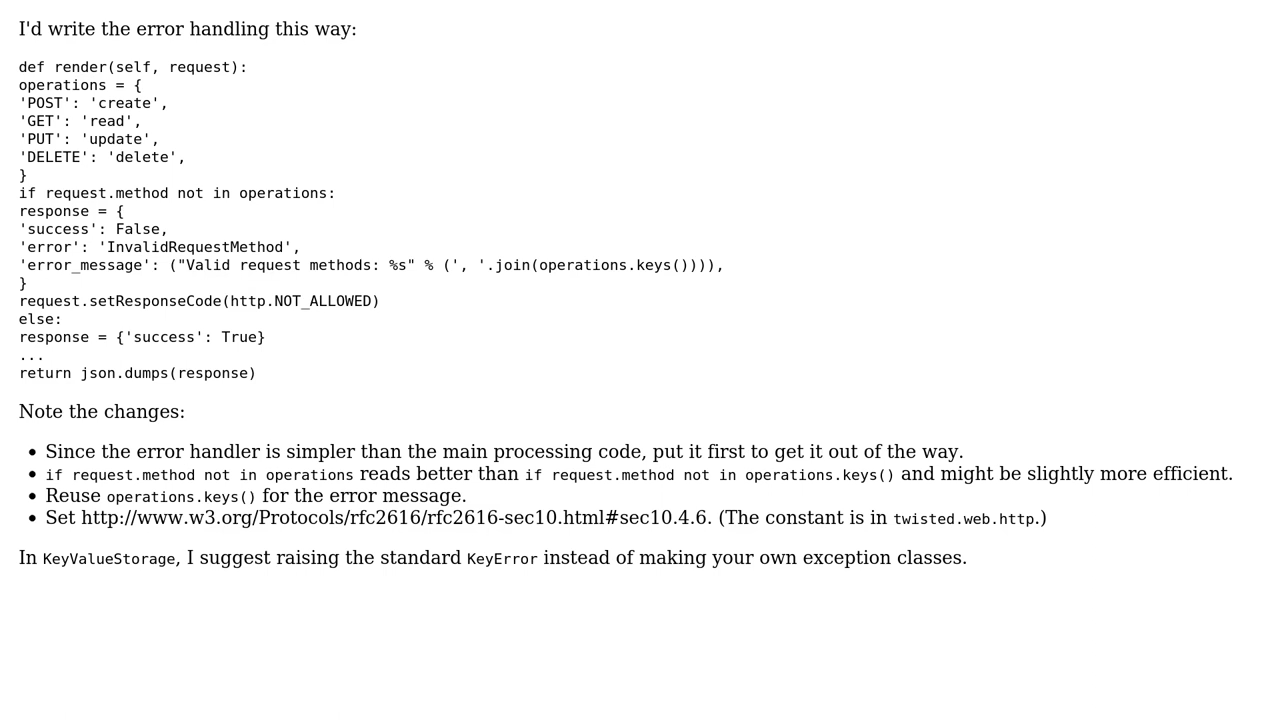 I'd write the error handling this way:
def render(self, request):
operations = {
'POST': 'create',
'GET': 'read',
'PUT': 'update',
'DELETE': 'delete',
}
if request.method not in operations:
response = {
'success': False,
'error': 'InvalidRequestMethod',
'error_message': ("Valid request methods: %s" % (', '.join(operations.keys()))),
}
request.setResponseCode(http.NOT_ALLOWED)
else:
response = {'success': True}
...
return json.dumps(response)
Note the changes:
• Since the error handler is simpler than the main processing code, put it first to get it out of the way.
• if request.method not in operations reads better than if request.method not in operations.keys() and might be slightly more efficient.
• Reuse operations.keys() for the error message.
• Set http://www.w3.org/Protocols/rfc2616/rfc2616-sec10.html#sec10.4.6. (The constant is in twisted.web.http.)
In KeyValueStorage, I suggest raising the standard KeyError instead of making your own exception classes.